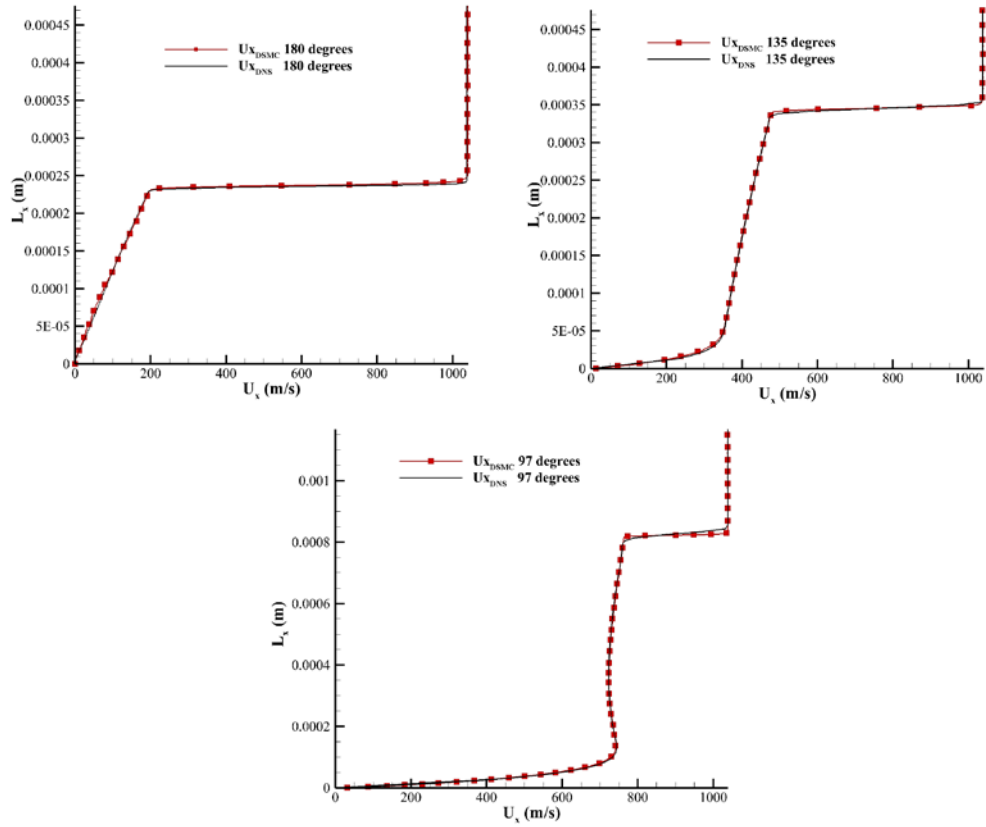 0.00045
0.0004
0.00035
0.0003
0.00025
0.0002
0.00015
0.0001
5E-05
0
L_x (m)
Ux_DSMC 180 degrees
Ux_DNS 180 degrees
0 200 400 600 800 1000
U_x (m/s)
0.00045
0.0004
0.00035
0.0003
0.00025
0.0002
0.00015
0.0001
5E-05
0
L_x (m)
Ux_DSMC 135 degrees
Ux_DNS 135 degrees
200 400 600 800 1000
U_x (m/s)
0.001
0.0008
0.0006
0.0004
0.0002
0
L_x (m)
Ux_DSMC 97 degrees
Ux_DNS 97 degrees
0 200 400 600 800 1000
U_x (m/s)